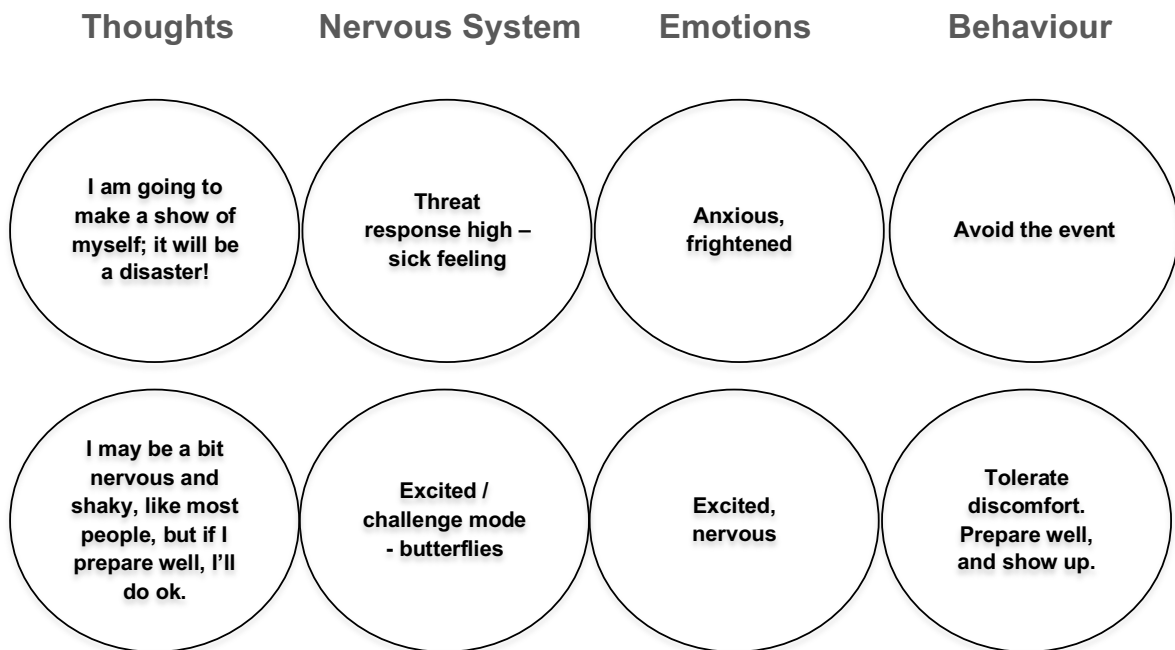 Thoughts Nervous System Emotions Behaviour
I am going to
make a show of
myself; it will be
a disaster!
Threat
response high –
sick feeling
Anxious,
frightened
Avoid the event
I may be a bit
nervous and
shaky, like most
people, but if I
prepare well, I’ll
do ok.
Excited /
challenge mode
- butterflies
Excited,
nervous
Tolerate
discomfort.
Prepare well,
and show up.